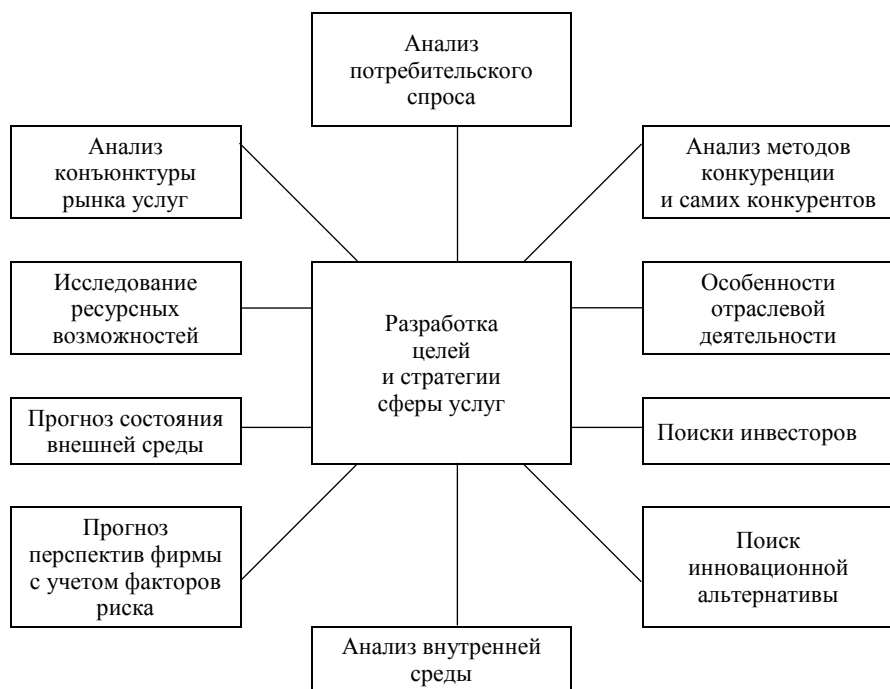 Анализ
потребительского
спроса
Анализ
конъюнктуры
рынка услуг
Анализ методов
конкуренции
и самих конкурентов
Исследование
ресурсных
возможностей
Разработка
целей
и стратегии
сферы услуг
Особенности
отраслевой
деятельности
Прогноз состояния
внешней среды
Поиски инвесторов
Прогноз
перспектив фирмы
с учетом факторов
риска
Поиск
инновационной
альтернативы
Анализ внутренней
среды